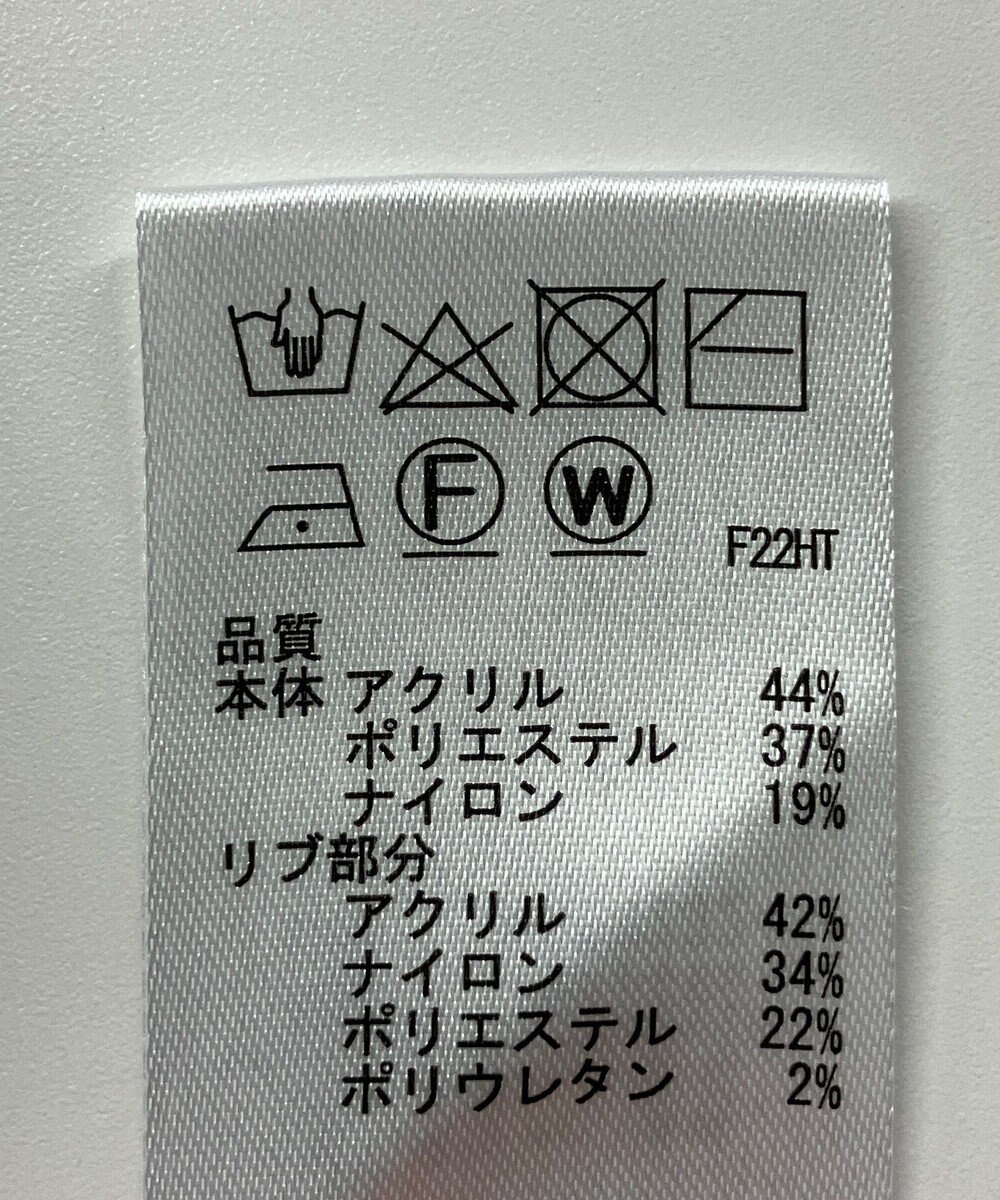 F W F22HT
品質
本体 アクリル 44%
ポリエステル 37%
ナイロン 19%
リブ部分
アクリル 42%
ナイロン 34%
ポリエステル 22%
ポリウレタン 2%